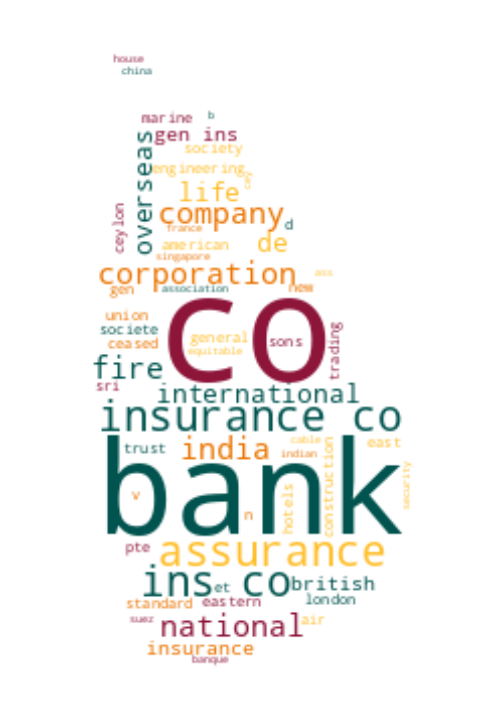 house
china
marine b
gen ins
overseas
society
engineering
cey
life
ceylon
company
france
d
american de
singapore
corporation
ass
gen association new
co
union
societe
ceased
general
equitable
sons
trading
fire
sri
international
insurance co
trust
india
cable
indian
east
bank
construction
security
v
hotels
n
pte
assurance
ins co
et
british
standard eastern
london
suez
national
air
insurance
banque